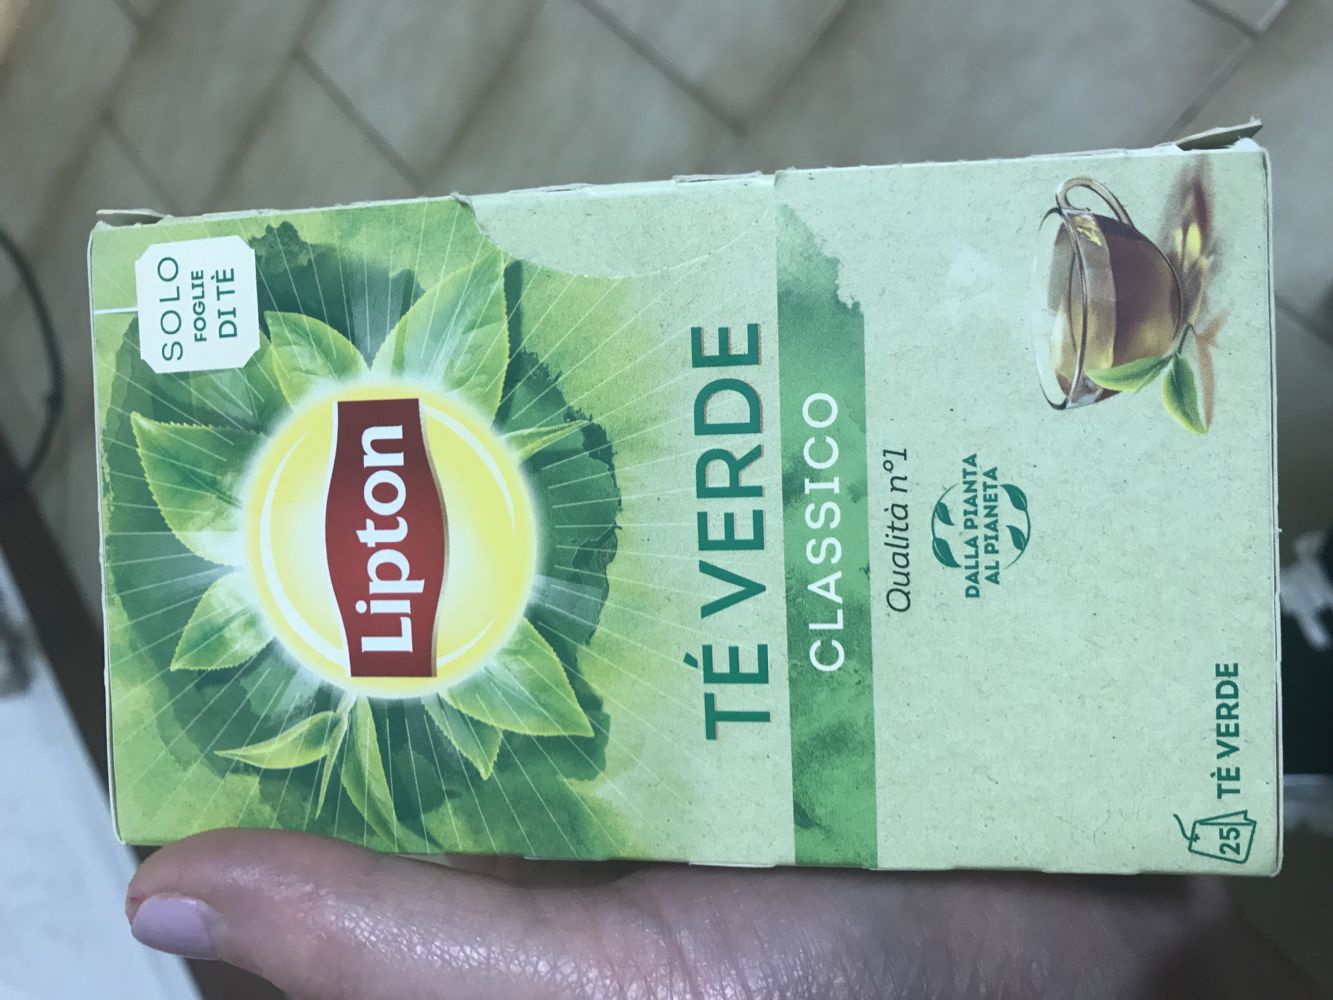 SOLO
FOGLIE
DI TÈ
Lipton
TÉ VERDE
CLASSICO
Qualità n°1
DALLA PIANTA
AL PIANETA
25 TÈ VERDE